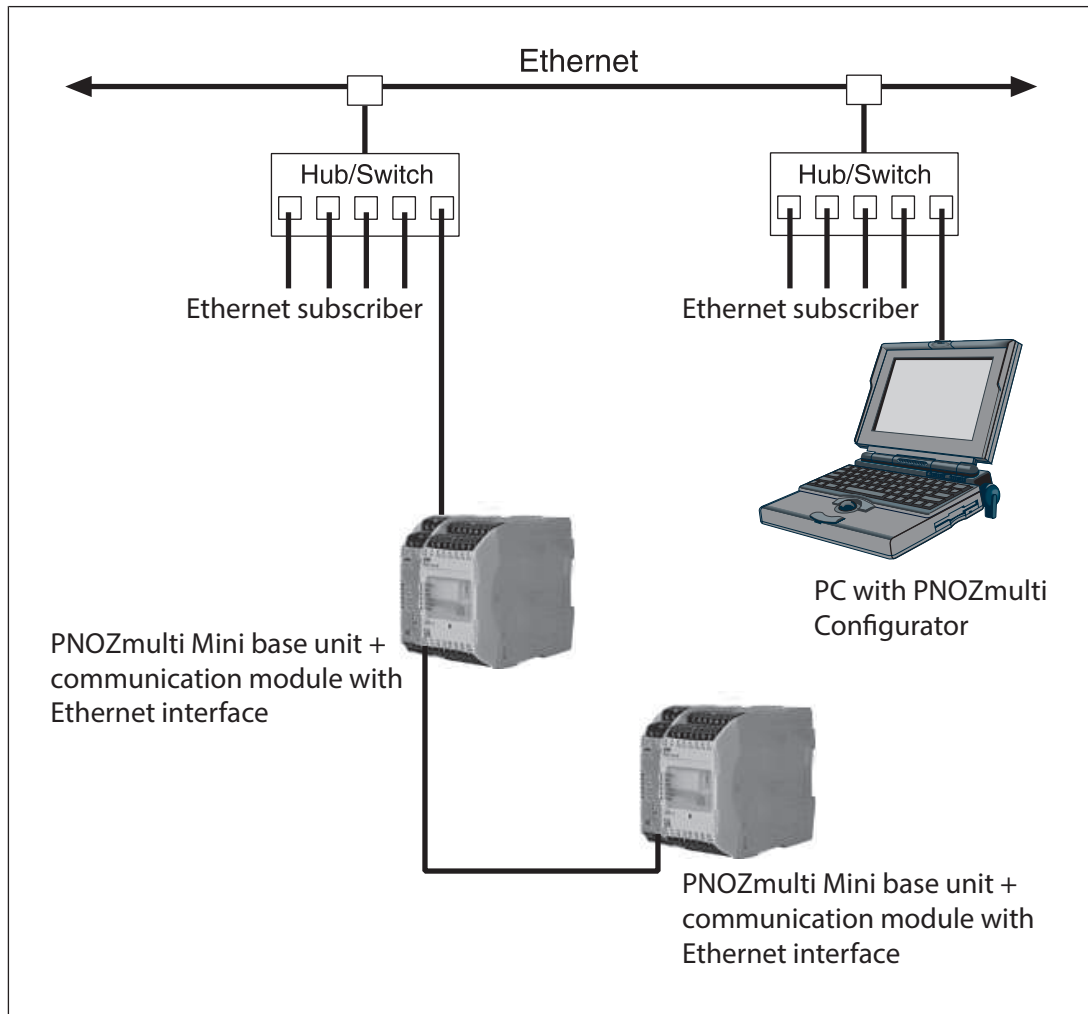 Ethernet
Hub/Switch
Hub/Switch
Ethernet subscriber
Ethernet subscriber
PC with PNOZmulti
Configurator
PNOZmulti Mini base unit +
communication module with
Ethernet interface
PNOZmulti Mini base unit +
communication module with
Ethernet interface